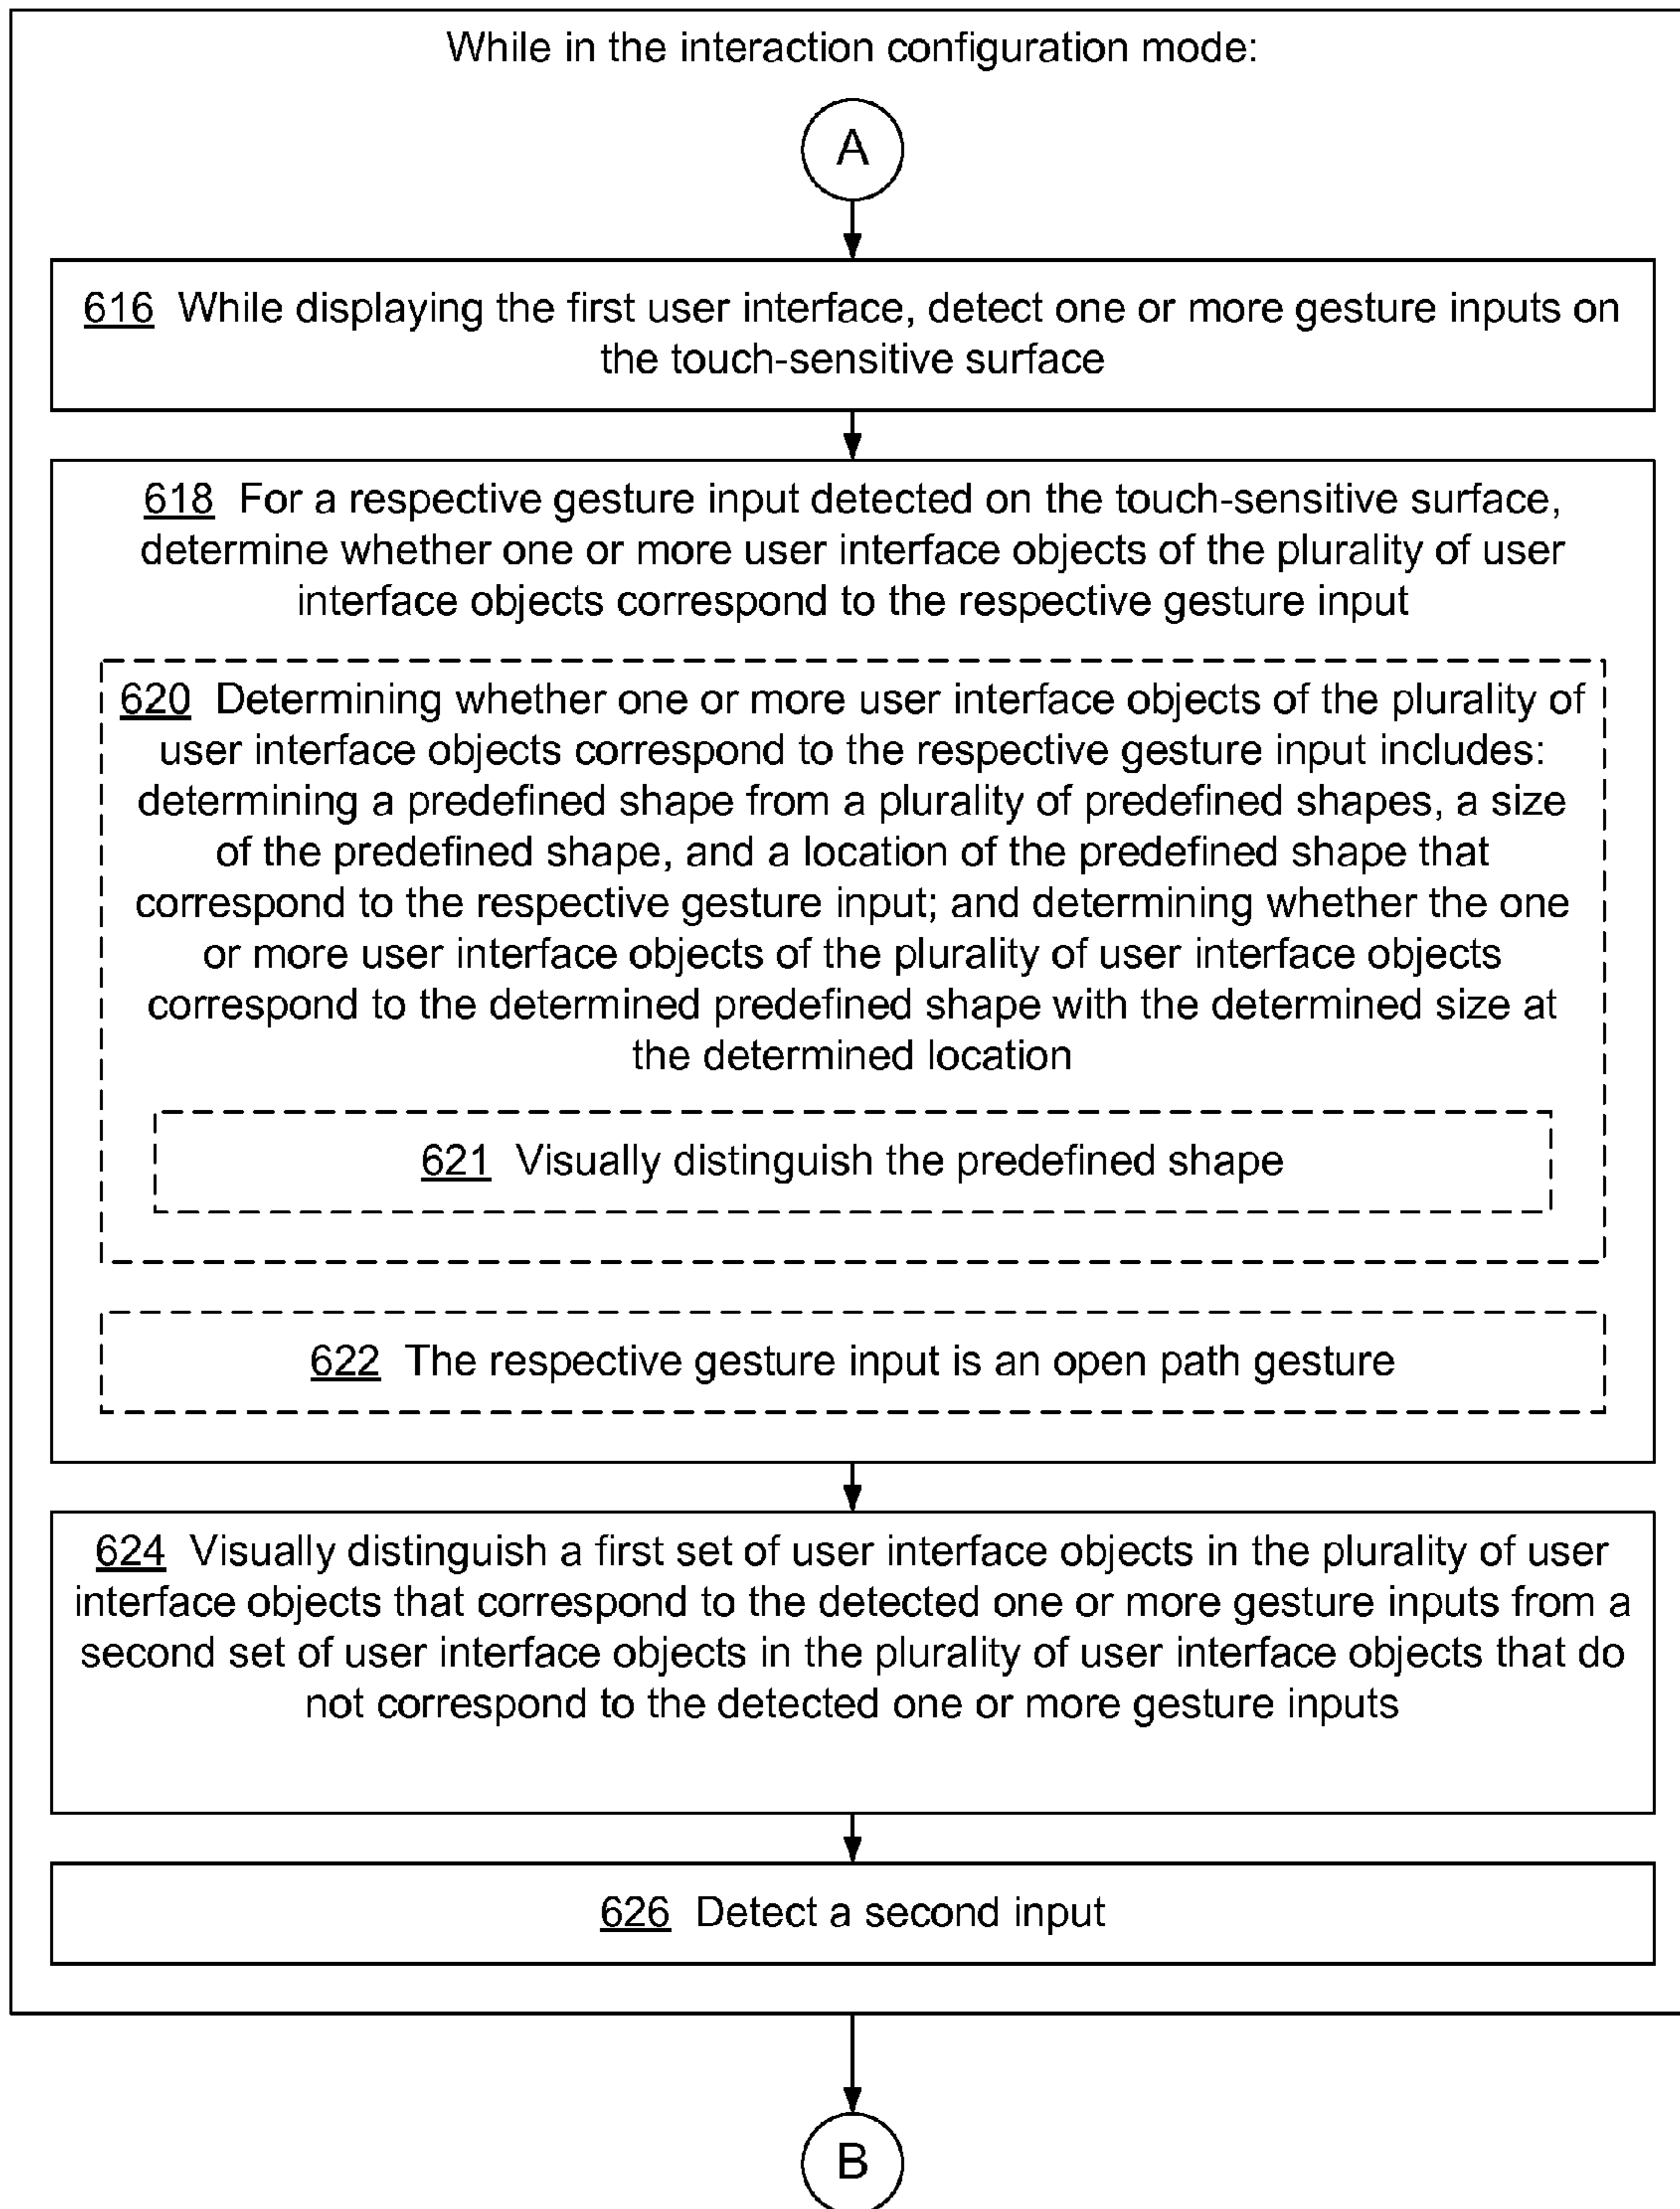 While in the interaction configuration mode:
A
616 While displaying the first user interface, detect one or more gesture inputs on
the touch-sensitive surface
618 For a respective gesture input detected on the touch-sensitive surface,
determine whether one or more user interface objects of the plurality of user
interface objects correspond to the respective gesture input
620 Determining whether one or more user interface objects of the plurality of
user interface objects correspond to the respective gesture input includes:
determining a predefined shape from a plurality of predefined shapes, a size
of the predefined shape, and a location of the predefined shape that
correspond to the respective gesture input; and determining whether the one
or more user interface objects of the plurality of user interface objects
correspond to the determined predefined shape with the determined size at
the determined location
621 Visually distinguish the predefined shape
622 The respective gesture input is an open path gesture
624 Visually distinguish a first set of user interface objects in the plurality of user
interface objects that correspond to the detected one or more gesture inputs from a
second set of user interface objects in the plurality of user interface objects that do
not correspond to the detected one or more gesture inputs
626 Detect a second input
B